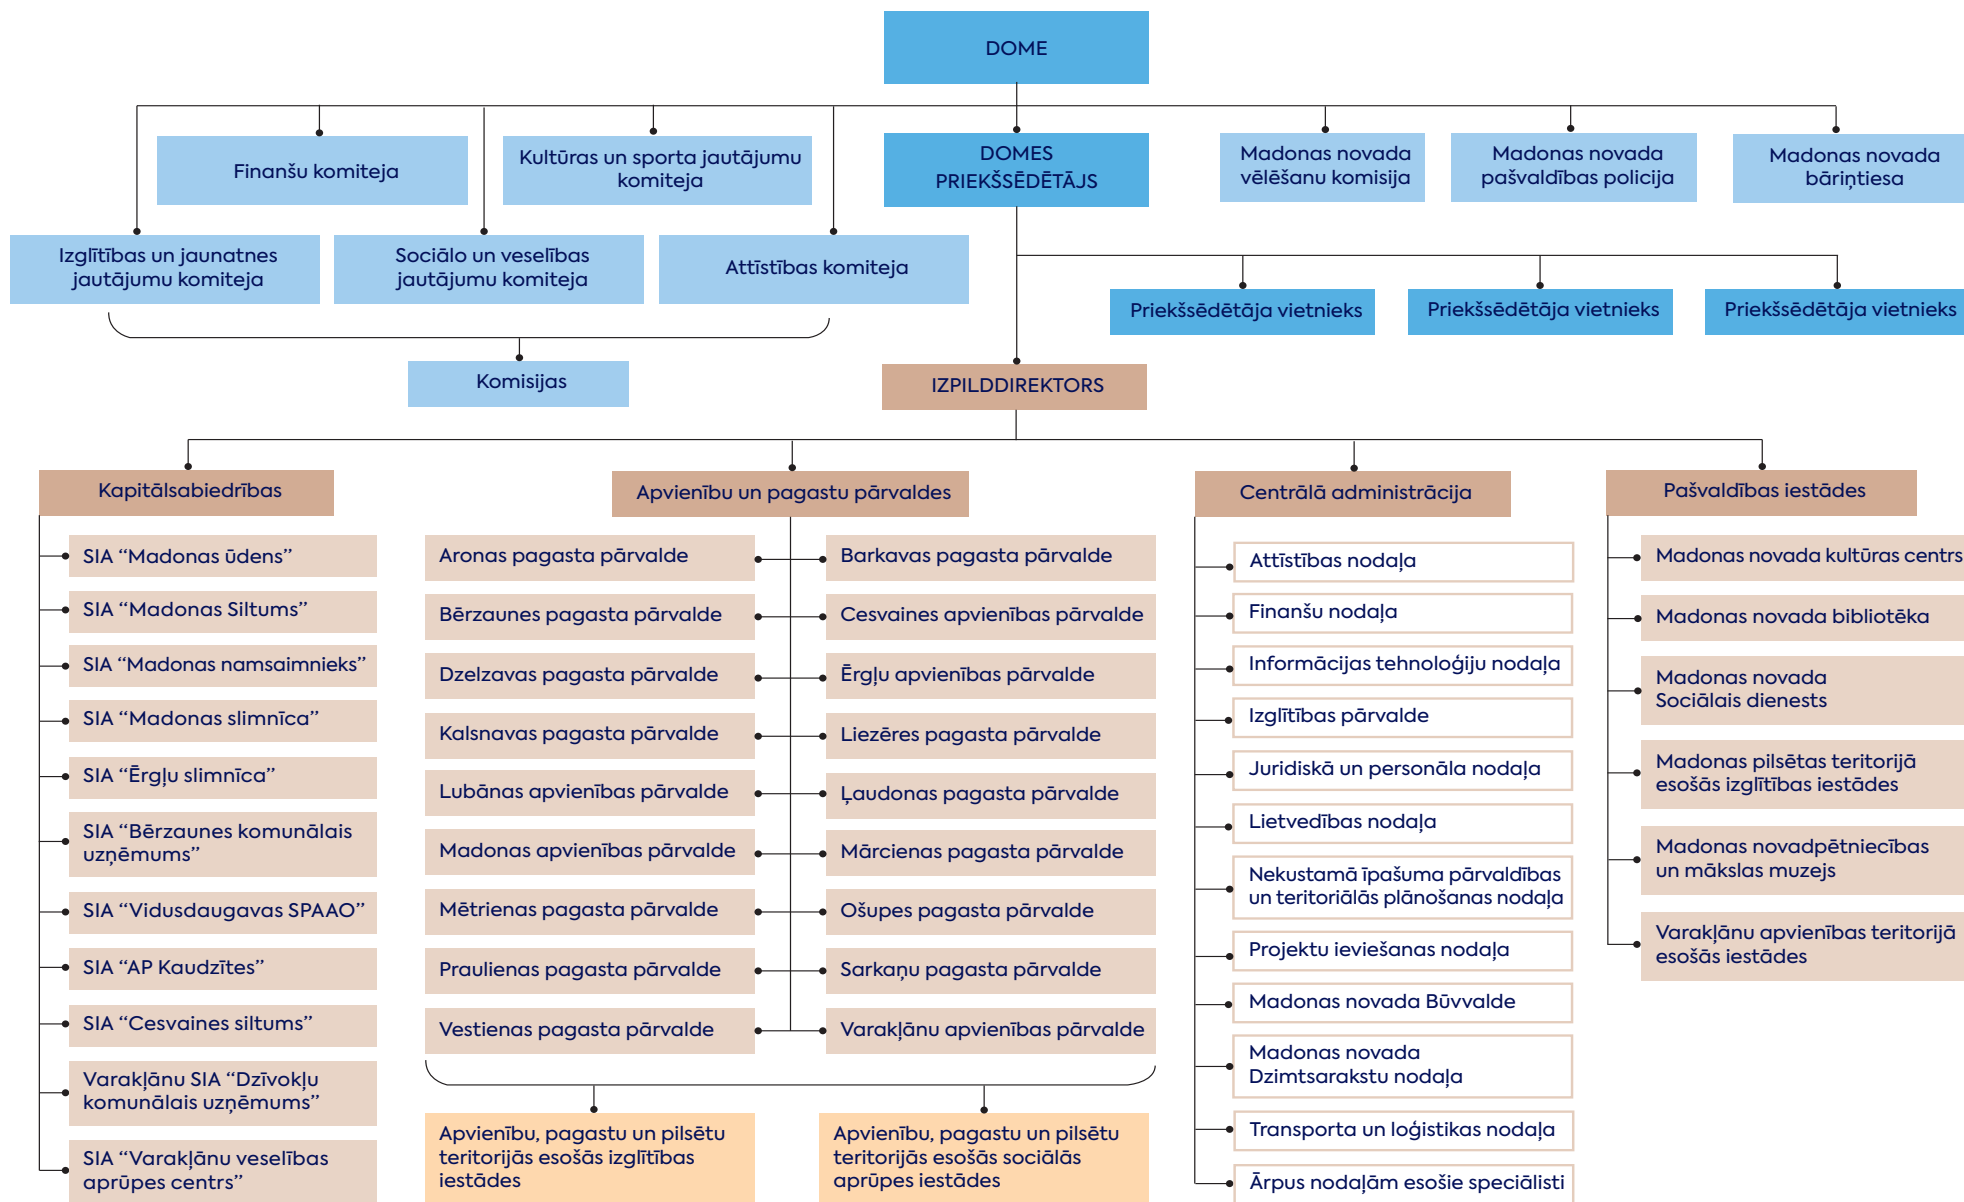 DOME
Finanšu komiteja
Kultūras un sporta jautājumu
komiteja
DOMES
PRIEKŠSĒDĒTĀJS
Madonas novada
vēlēšanu komisija
Madonas novada
pašvaldības policija
Madonas novada
bāriņtiesa
Izglītības un jaunatnes
jautājumu komiteja
Sociālo un veselības
jautājumu komiteja
Attīstības komiteja
Priekšsēdētāja vietnieks
Priekšsēdētāja vietnieks
Priekšsēdētāja vietnieks
Komisijas
IZPILDDIREKTORS
Kapitālsabiedrības
SIA “Madonas ūdens”
SIA “Madonas Siltums”
SIA “Madonas namsaimnieks”
SIA “Madonas slimnīca”
SIA “Ērgļu slimnīca”
SIA “Bērzaunes komunālais
uzņēmums”
SIA “Vidusdaugavas SPAAO”
SIA “AP Kaudzītes”
SIA “Cesvaines siltums”
Varakļānu SIA “Dzīvokļu
komunālais uzņēmums”
SIA “Varakļānu veselības
aprūpes centrs”
Apvienību un pagastu pārvaldes
Aronas pagasta pārvalde
Barkavas pagasta pārvalde
Bērzaunes pagasta pārvalde
Cesvaines apvienības pārvalde
Dzelzavas pagasta pārvalde
Ērgļu apvienības pārvalde
Kalsnavas pagasta pārvalde
Liezēres pagasta pārvalde
Lubānas apvienības pārvalde
Ļaudonas pagasta pārvalde
Madonas apvienības pārvalde
Mārcienas pagasta pārvalde
Mētrienas pagasta pārvalde
Ošupes pagasta pārvalde
Praulienas pagasta pārvalde
Sarkaņu pagasta pārvalde
Vestienas pagasta pārvalde
Varakļānu apvienības pārvalde
Apvienību, pagastu un pilsētu
teritorijās esošās izglītības
iestādes
Apvienību, pagastu un pilsētu
teritorijās esošās sociālās
aprūpes iestādes
Centrālā administrācija
Attīstības nodaļa
Finanšu nodaļa
Informācijas tehnoloģiju nodaļa
Izglītības pārvalde
Juridiskā un personāla nodaļa
Lietvedības nodaļa
Nekustamā īpašuma pārvaldības
un teritoriālās plānošanas nodaļa
Projektu ieviešanas nodaļa
Madonas novada Būvvalde
Madonas novada
Dzimtsarakstu nodaļa
Transporta un loģistikas nodaļa
Ārpus nodaļām esošie speciālisti
Pašvaldības iestādes
Madonas novada kultūras centrs
Madonas novada bibliotēka
Madonas novada
Sociālais dienests
Madonas pilsētas teritorijā
esošās izglītības iestādes
Madonas novadpētniecības
un mākslas muzejs
Varakļānu apvienības teritorijā
esošās iestādes